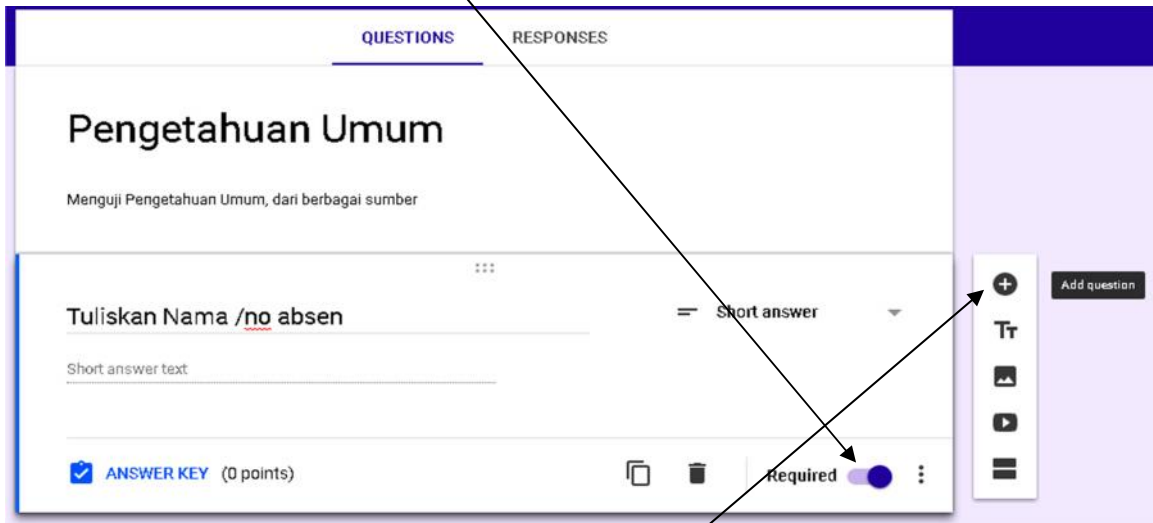 QUESTIONS RESPONSES
Pengetahuan Umum
Menguji Pengetahuan Umum, dari berbagai sumber
Tuliskan Nama /no absen
Short answer
Short answer text
Add question
Tт
ANSWER KEY (0 points)
Required